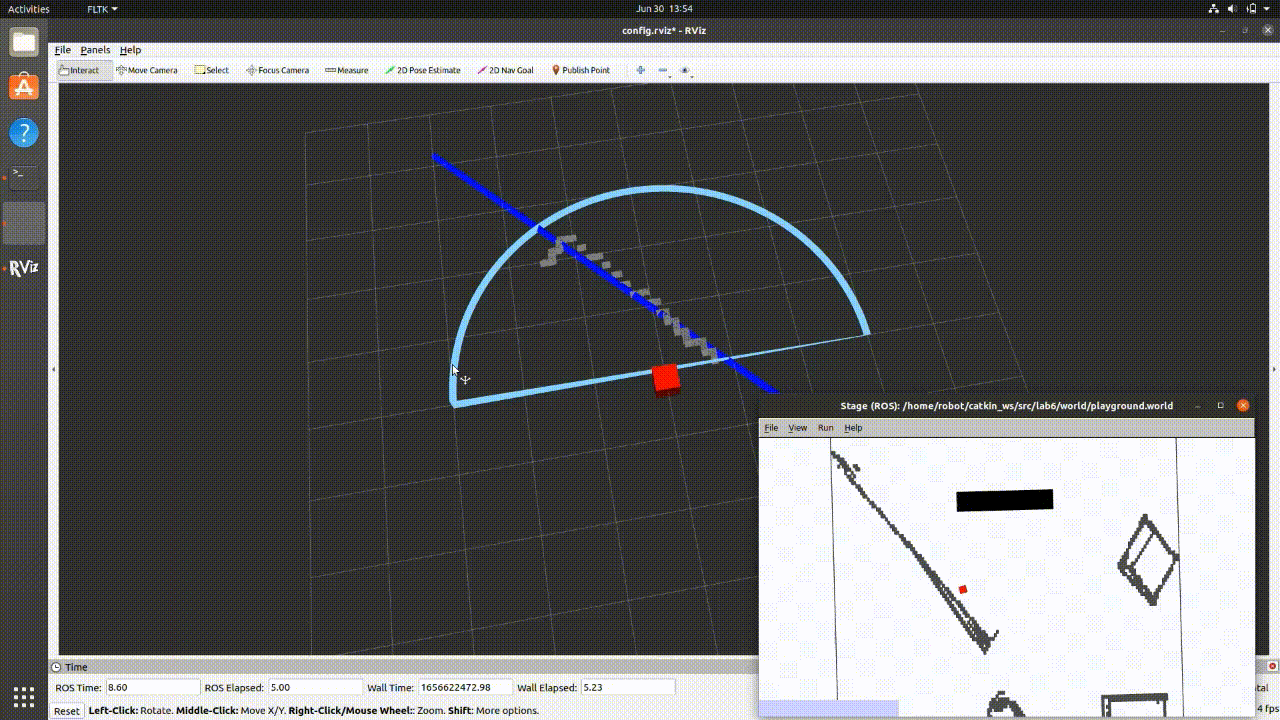 Activities FLTK Jun 30 13:54
config.rviz* - RViz
File Panels Help
Interact Move Camera Select Focus Camera Measure 2D Pose Estimate 2D Nav Goal Publish Point
RViz
Stage (ROS): /home/robot/catkin_ws/src/lab6/world/playground.world
File View Run Help
Time
ROS Time: 8.60 ROS Elapsed: 5.00 Wall Time: 1656622472.98 Wall Elapsed: 5.23
Reset Left-Click: Rotate. Middle-Click: Move X/Y. Right-Click/Mouse Wheel: Zoom. Shift: More options. 4 fps